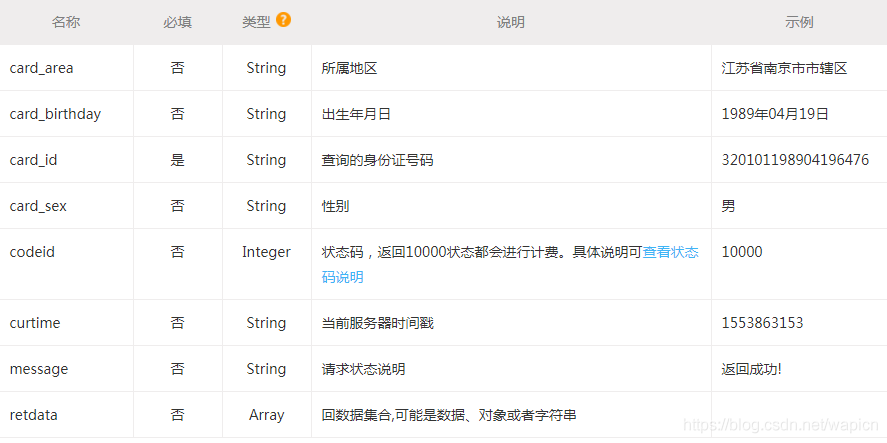 名称 必填 类型 ? 说明 示例
card_area 否 String 所属地区 江苏省南京市市辖区
card_birthday 否 String 出生年月日 1989年04月19日
card_id 是 String 查询的身份证号码 320101198904196476
card_sex 否 String 性别 男
codeid 否 Integer 状态码，返回10000状态都会进行计费。具体说明可查看状态 10000
码说明
curtime 否 String 当前服务器时间戳 1553863153
message 否 String 请求状态说明 返回成功!
retdata 否 Array 回数据集合,可能是数据、对象或者字符串
https://blog.csdn.net/wapicn